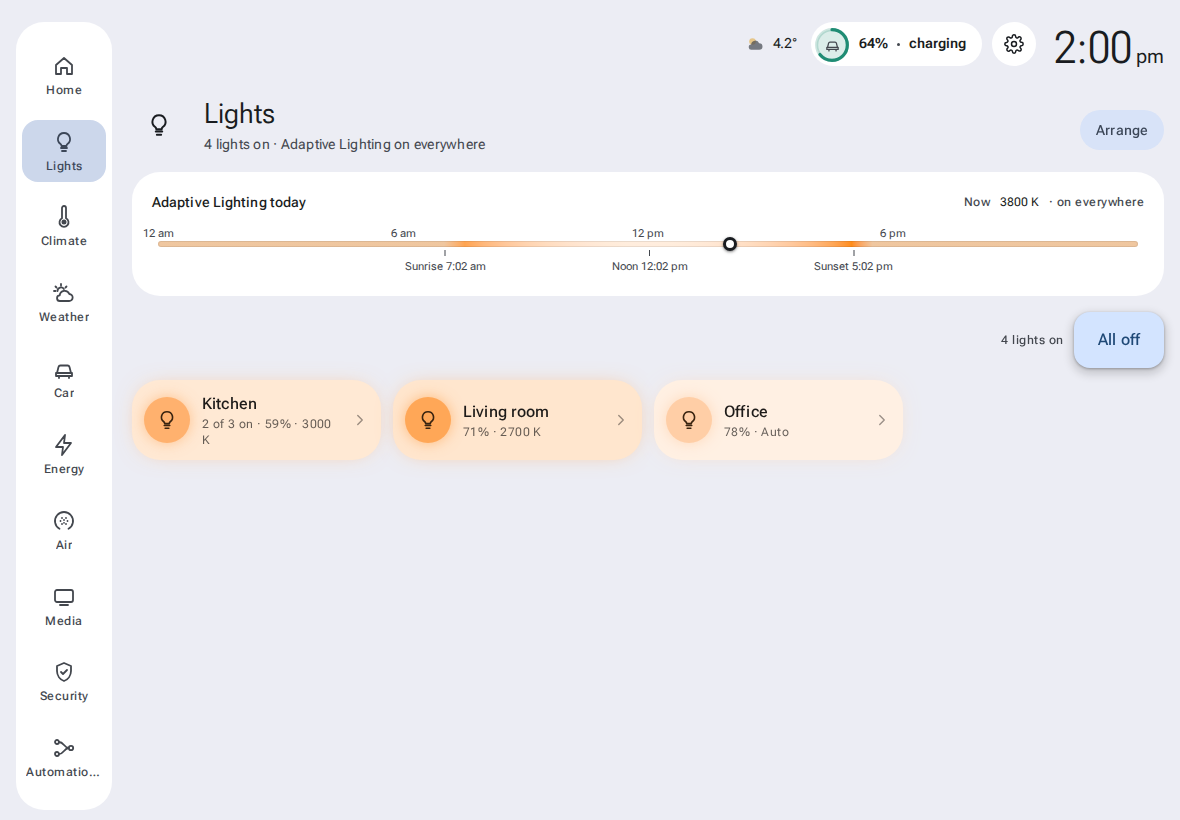 4.2°
64% · charging
2:00 pm
Home
Lights
Climate
Weather
Car
Energy
Air
Media
Security
Automatio...
Lights
4 lights on · Adaptive Lighting on everywhere
Arrange
Adaptive Lighting today
Now 3800 K · on everywhere
12 am 6 am 12 pm 6 pm
Sunrise 7:02 am Noon 12:02 pm Sunset 5:02 pm
4 lights on
All off
Kitchen
2 of 3 on · 59% · 3000
K
Living room
71% · 2700 K
Office
78% · Auto